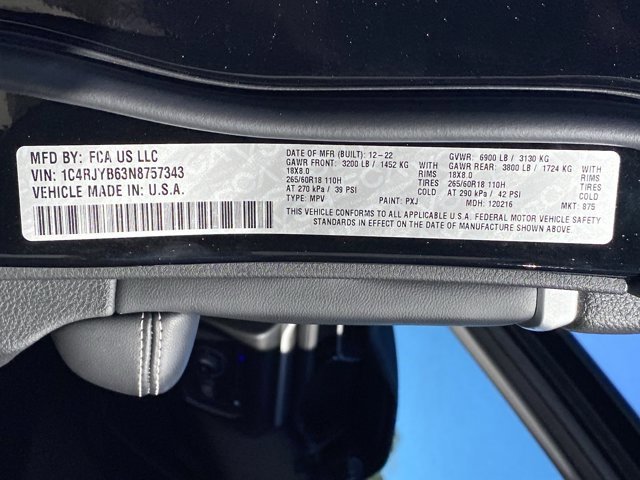 MFD BY: FCA US LLC
VIN: 1C4RJYB63N8757343
VEHICLE MADE IN U.S.A.
DATE OF MFR (BUILT): 12-22 GVWR: 6900 LB / 3130 KG
GAWR FRONT: 3200 LB / 1452 KG WITH GAWR REAR: 3800 LB / 1724 KG WITH
18X8.0 RIMS 18X8.0 RIMS
265/60R18 110H TIRES 265/60R18 110H TIRES
AT 270 kPa / 39 PSI COLD AT 290 kPa / 42 PSI COLD
TYPE: MPV PAINT: PXJ MDH: 120216 MKT: 875
THIS VEHICLE CONFORMS TO ALL APPLICABLE U.S.A. FEDERAL MOTOR VEHICLE SAFETY
STANDARDS IN EFFECT ON THE DATE OF MANUFACTURE SHOWN ABOVE.